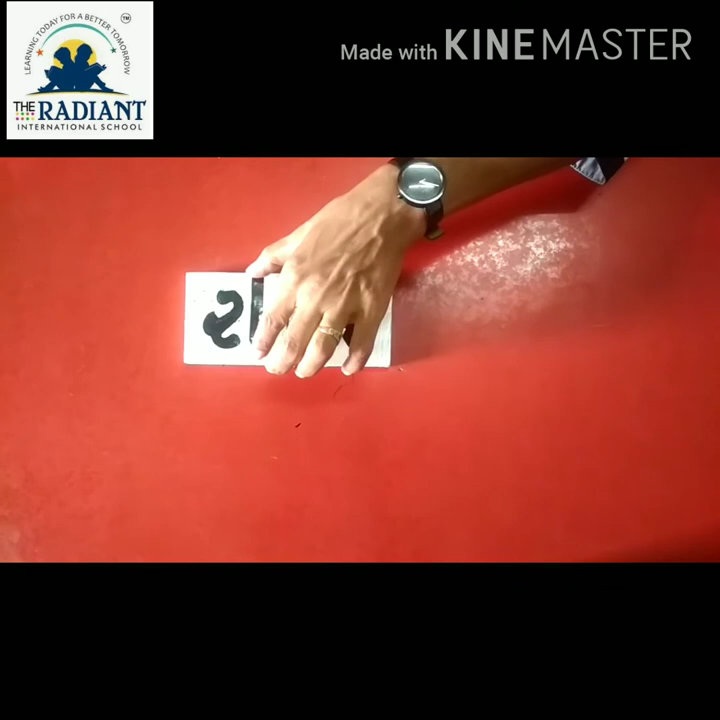 LEARNING TODAY FOR A BETTER TOMORROW
TM
THE RADIANT
INTERNATIONAL SCHOOL
Made with KINEMASTER